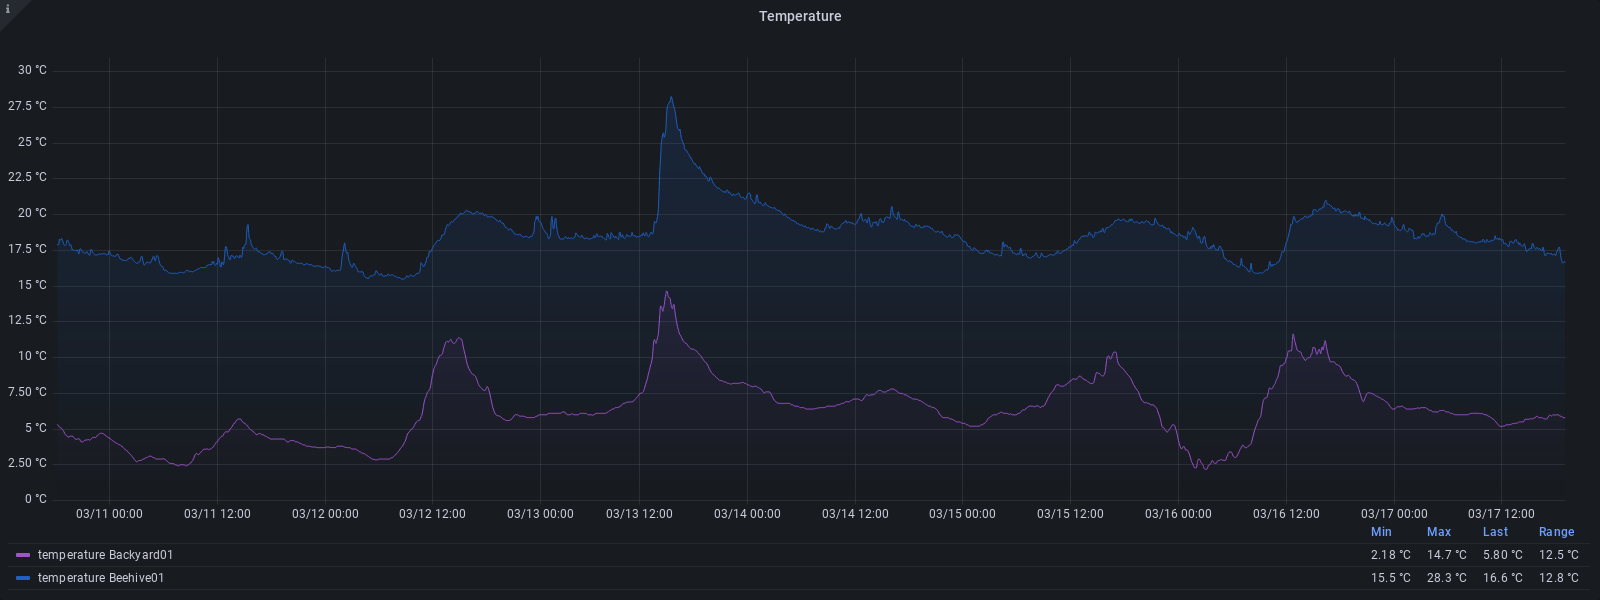 i
Temperature
30 °C
27.5 °C
25 °C
22.5 °C
20 °C
17.5 °C
15 °C
12.5 °C
10 °C
7.50 °C
5 °C
2.50 °C
0 °C
03/11 00:00 03/11 12:00 03/12 00:00 03/12 12:00 03/13 00:00 03/13 12:00 03/14 00:00 03/14 12:00 03/15 00:00 03/15 12:00 03/16 00:00 03/16 12:00 03/17 00:00 03/17 12:00
Min Max Last Range
temperature Backyard01 2.18 °C 14.7 °C 5.80 °C 12.5 °C
temperature Beehive01 15.5 °C 28.3 °C 16.6 °C 12.8 °C